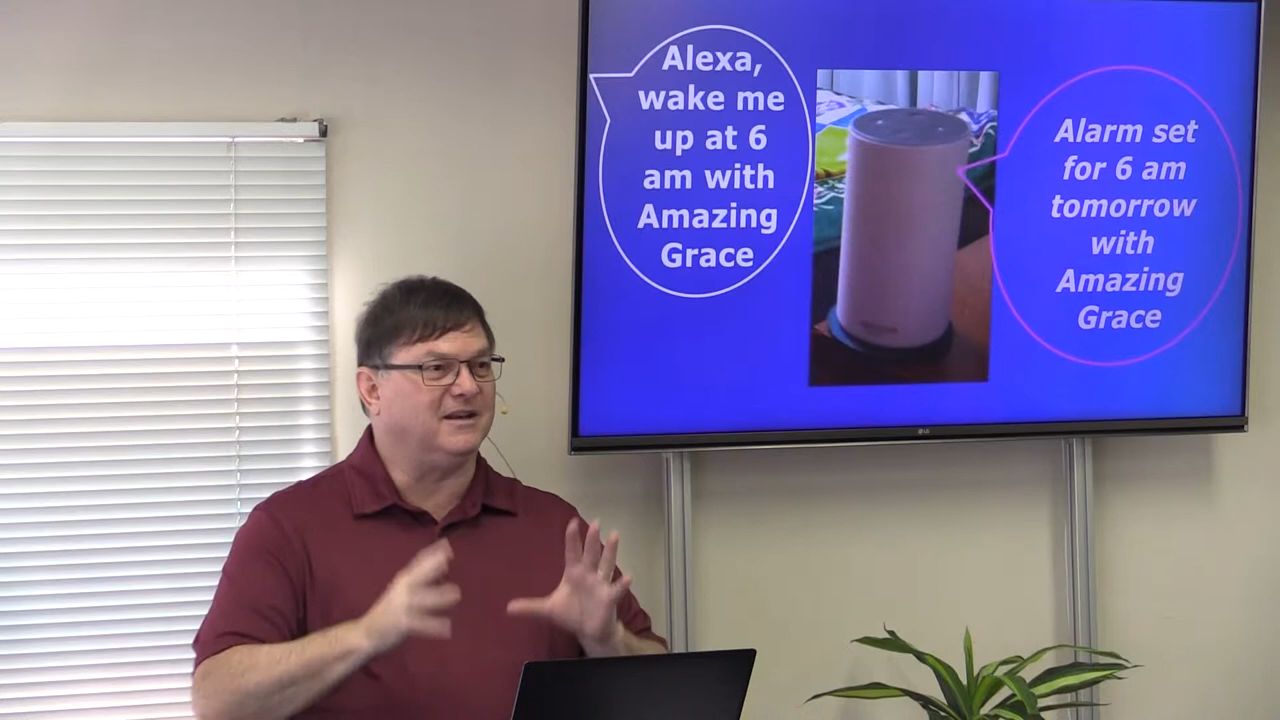 Alexa,
wake me
up at 6
am with
Amazing
Grace
Alarm set
for 6 am
tomorrow
with
Amazing
Grace
LG